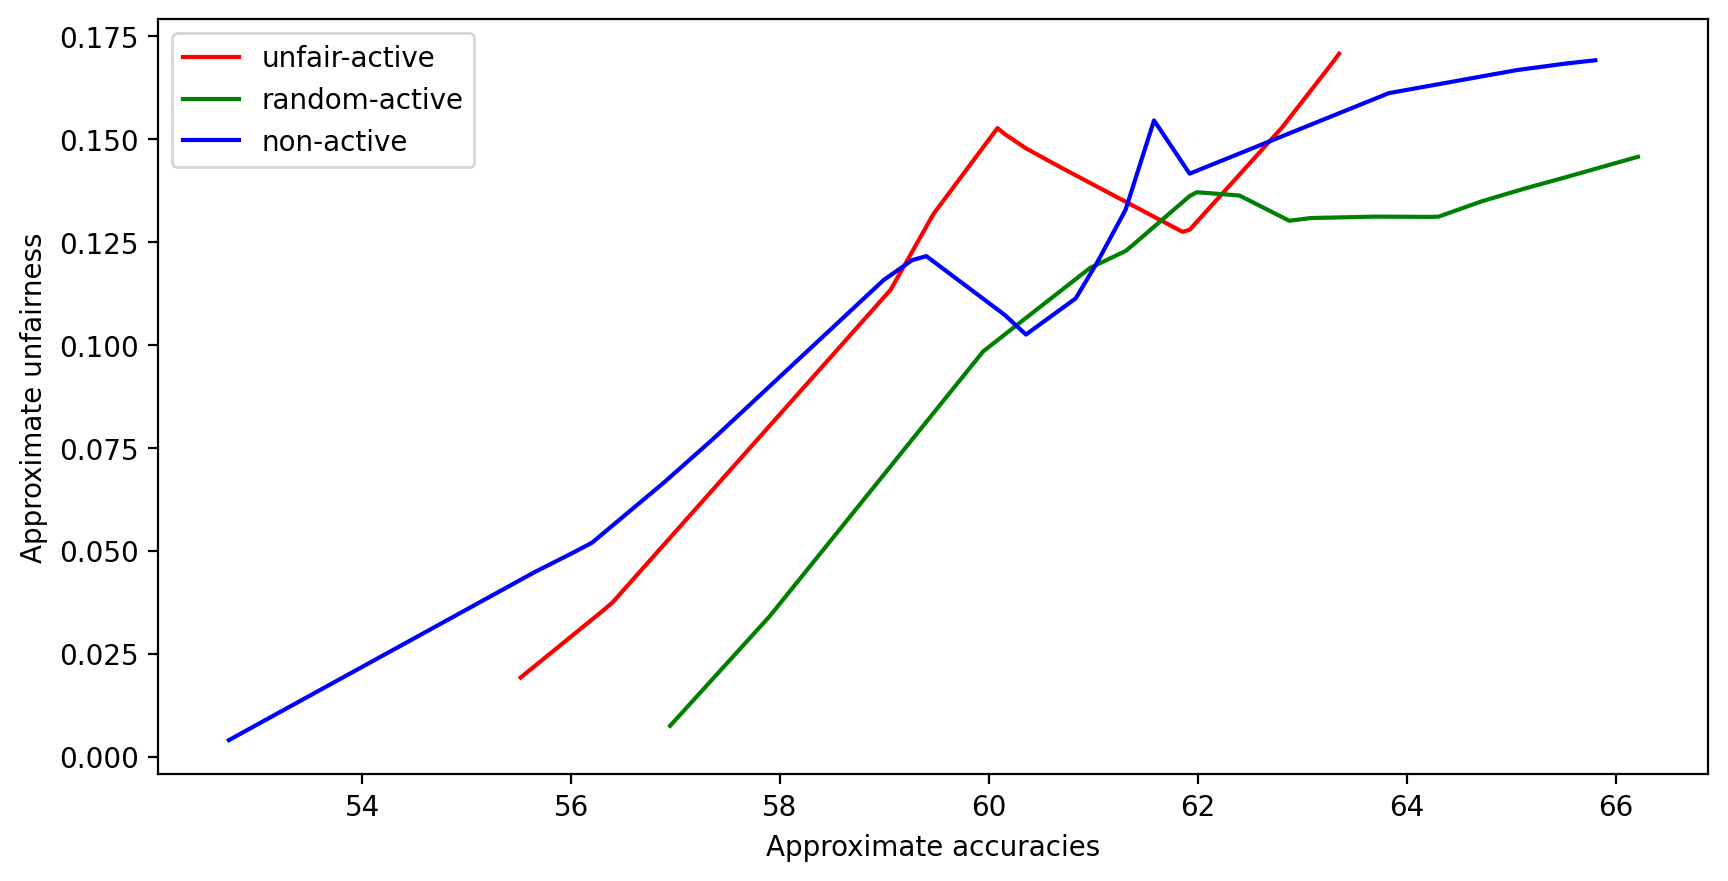 unfair-active
random-active
non-active
Approximate unfairness
0.175
0.150
0.125
0.100
0.075
0.050
0.025
0.000
54 56 58 60 62 64 66
Approximate accuracies